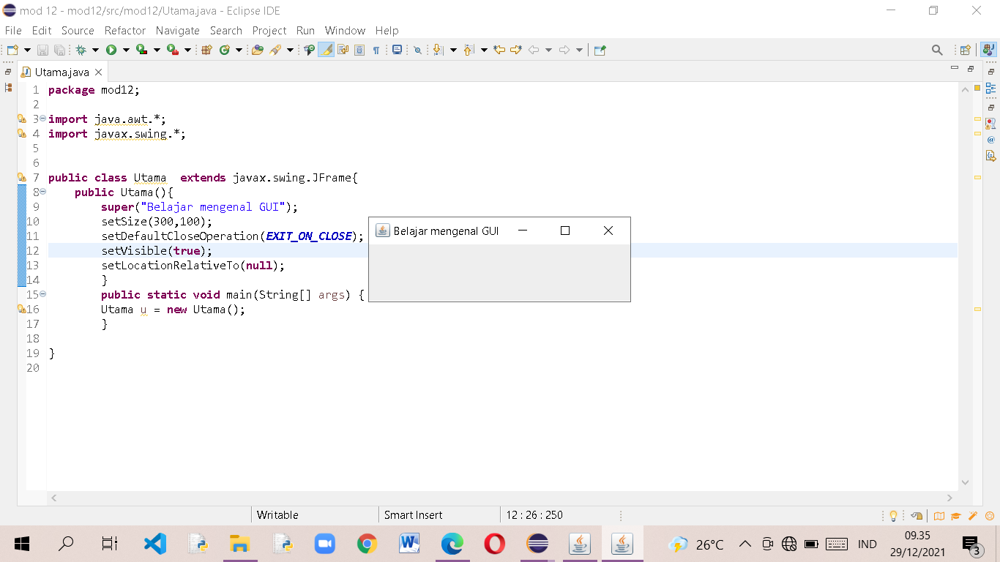 mod 12 - mod12/src/mod12/Utama.java - Eclipse IDE
File Edit Source Refactor Navigate Search Project Run Window Help
Utama.java
1 package mod12;
2
3 import java.awt.*;
4 import javax.swing.*;
5
6
7 public class Utama  extends javax.swing.JFrame{
8     public Utama(){
9         super("Belajar mengenal GUI");
10         setSize(300,100);
11         setDefaultCloseOperation(EXIT_ON_CLOSE);
12         setVisible(true);
13         setLocationRelativeTo(null);
14         }
15         public static void main(String[] args) {
16         Utama u = new Utama();
17         }
18
19 }
20
Belajar mengenal GUI
Writable Smart Insert 12 : 26 : 250
26°C IND 09.35
29/12/2021 3